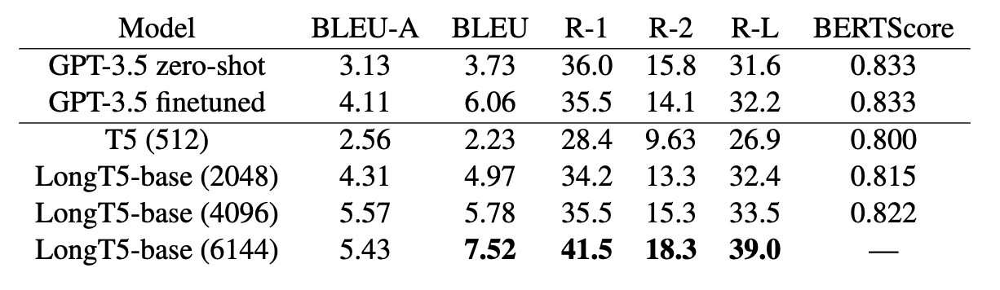 Model BLEU-A BLEU R-1 R-2 R-L BERTScore
GPT-3.5 zero-shot 3.13 3.73 36.0 15.8 31.6 0.833
GPT-3.5 finetuned 4.11 6.06 35.5 14.1 32.2 0.833
T5 (512) 2.56 2.23 28.4 9.63 26.9 0.800
LongT5-base (2048) 4.31 4.97 34.2 13.3 32.4 0.815
LongT5-base (4096) 5.57 5.78 35.5 15.3 33.5 0.822
LongT5-base (6144) 5.43 7.52 41.5 18.3 39.0 —